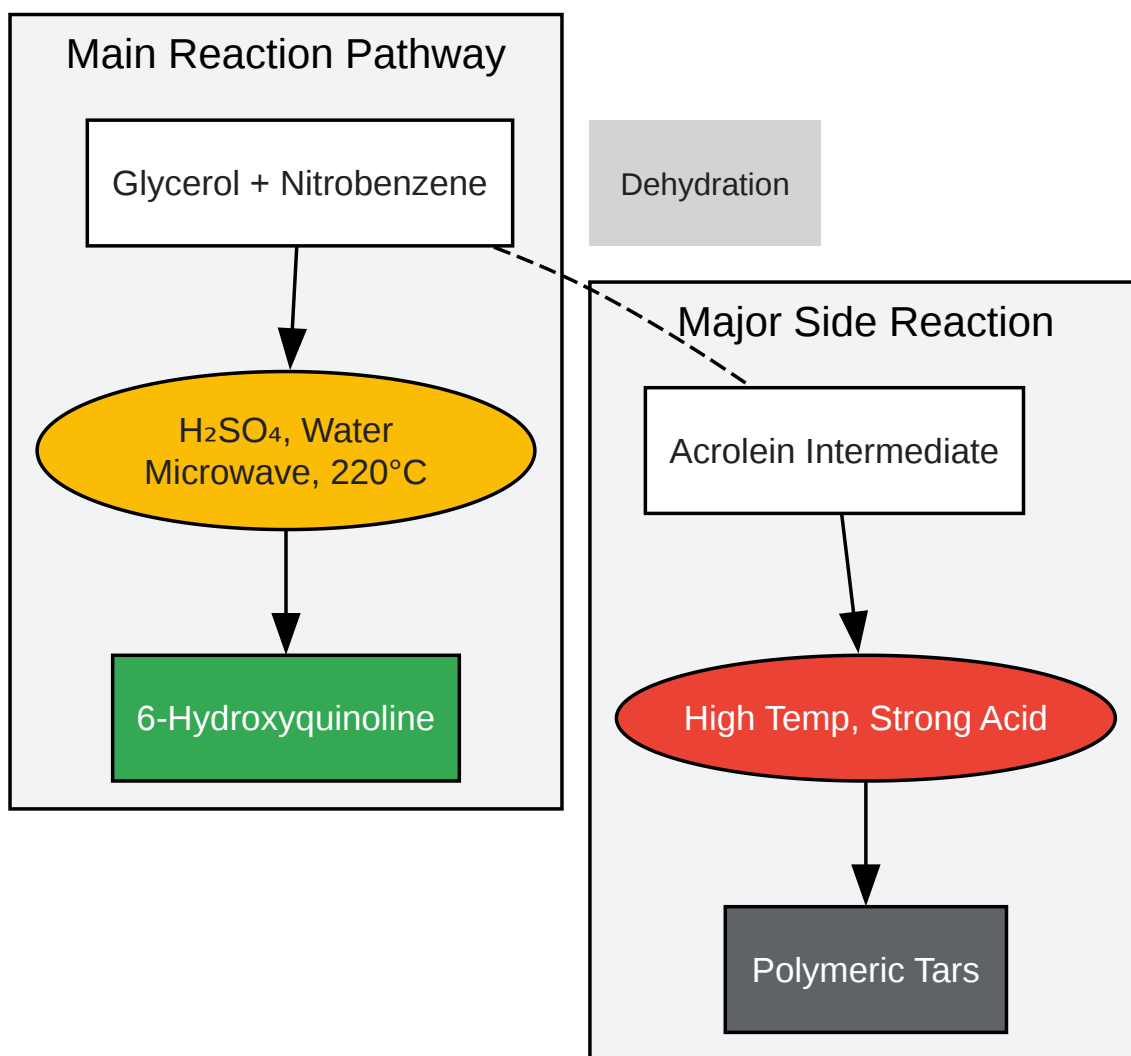 Main Reaction Pathway
Glycerol + Nitrobenzene
H₂SO₄, Water
Microwave, 220°C
6-Hydroxyquinoline
Dehydration
Major Side Reaction
Acrolein Intermediate
High Temp, Strong Acid
Polymeric Tars